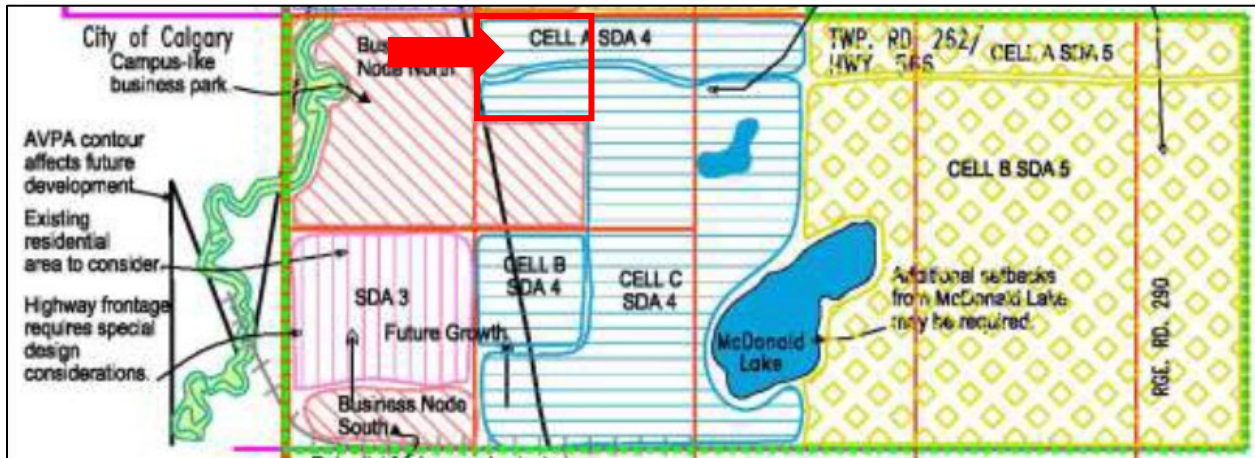 City of Calgary
Campus-like
business park.
AVPA contour
affects future
development
Existing
residential
area to consider
Highway frontage
requires special
design
considerations.
Node North
CELL A SDA 4
TWP. RD. 262/
HWY. 566
CELL A SDA 5
CELL B SDA 5
SDA 3
CELL B
SDA 4
CELL C
SDA 4
Future Growth
Business Node
South
McDonald
Lake
Additional setbacks
from McDonald Lake
may be required.
RGE. RD. 290